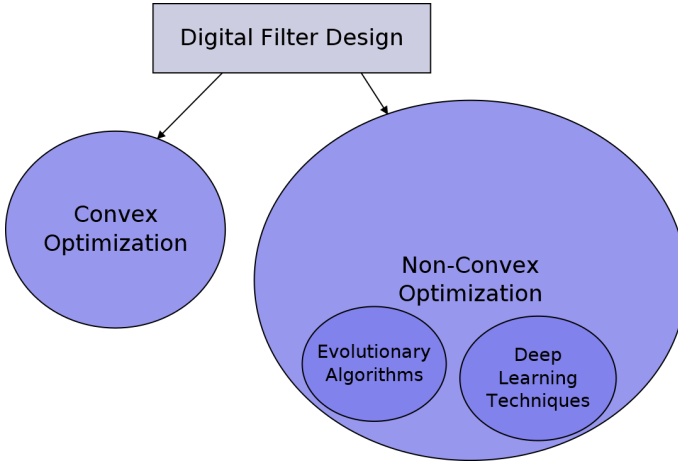 Digital Filter Design
Convex
Optimization
Non-Convex
Optimization
Evolutionary
Algorithms
Deep
Learning
Techniques